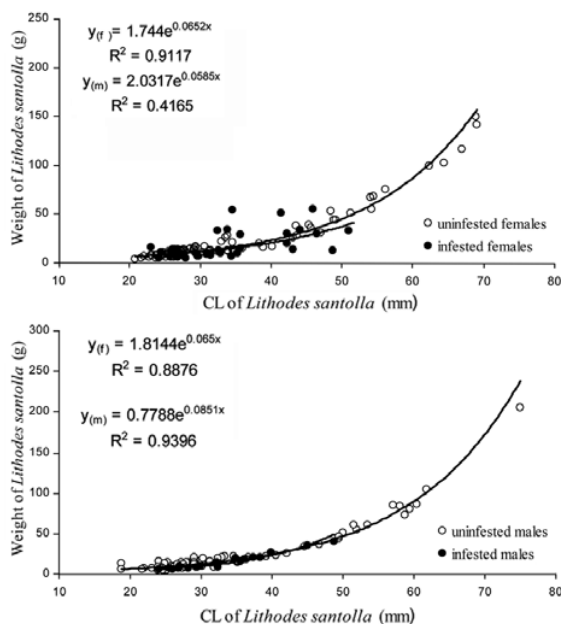 y(f) = 1.744e^0.0652x
R² = 0.9117
y(m) = 2.0317e^0.0585x
R² = 0.4165
Weight of Lithodes santolla (g)
250
200
150
100
50
0
uninfested females
infested females
10 20 30 40 50 60 70 80
CL of Lithodes santolla (mm)
y(f) = 1.8144e^0.065x
R² = 0.8876
y(m) = 0.7788e^0.0851x
R² = 0.9396
Weight of Lithodes santolla (g)
300
250
200
150
100
50
0
uninfested males
infested males
10 20 30 40 50 60 70 80
CL of Lithodes santolla (mm)